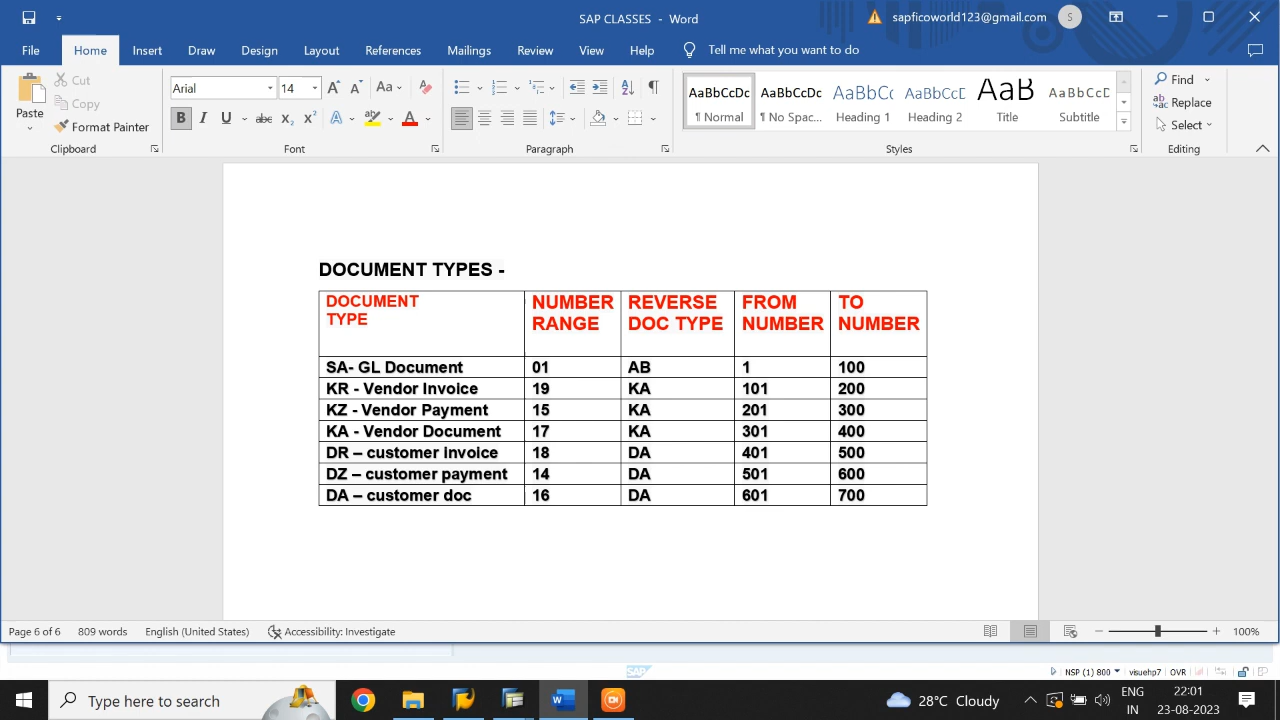 SAP CLASSES - Word
sapficoworld123@gmail.com
S
File Home Insert Draw Design Layout References Mailings Review View Help Tell me what you want to do
Paste
Cut
Copy
Format Painter
Clipboard
Arial 14
Font
Paragraph
AaBbCcDc AaBbCcDc AaBbCc AaBbCcD AaB AaBbCcD
¶ Normal ¶ No Spac... Heading 1 Heading 2 Title Subtitle
Styles
Find
Replace
Select
Editing
DOCUMENT TYPES -
DOCUMENT TYPE NUMBER RANGE REVERSE DOC TYPE FROM NUMBER TO NUMBER
SA- GL Document 01 AB 1 100
KR - Vendor Invoice 19 KA 101 200
KZ - Vendor Payment 15 KA 201 300
KA - Vendor Document 17 KA 301 400
DR – customer invoice 18 DA 401 500
DZ – customer payment 14 DA 501 600
DA – customer doc 16 DA 601 700
Page 6 of 6 809 words English (United States) Accessibility: Investigate 100%
SAP NSP (1) 800 visuehp7 OVR
Type here to search 28°C Cloudy ENG IN 22:01 23-08-2023